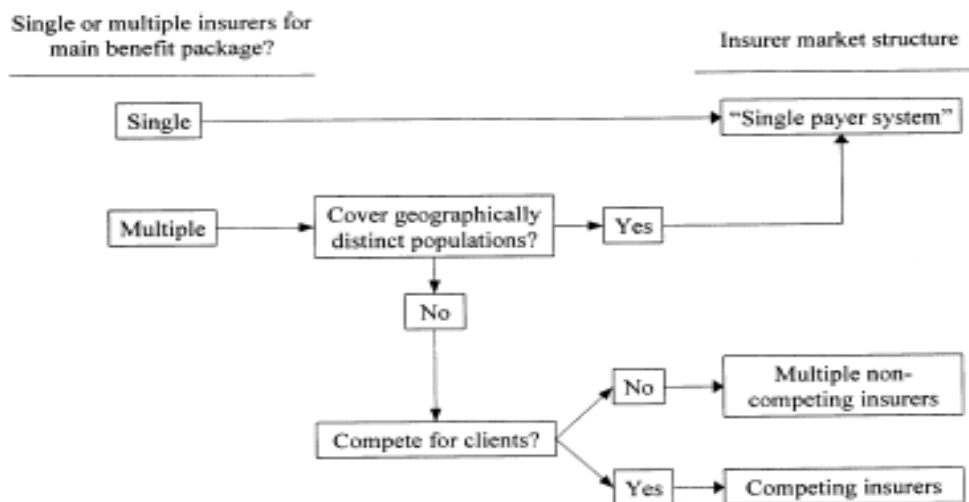 Single or multiple insurers for
main benefit package?
Insurer market structure
Single
“Single payer system”
Multiple
Cover geographically
distinct populations?
Yes
No
No
Multiple non-
competing insurers
Compete for clients?
Yes
Competing insurers